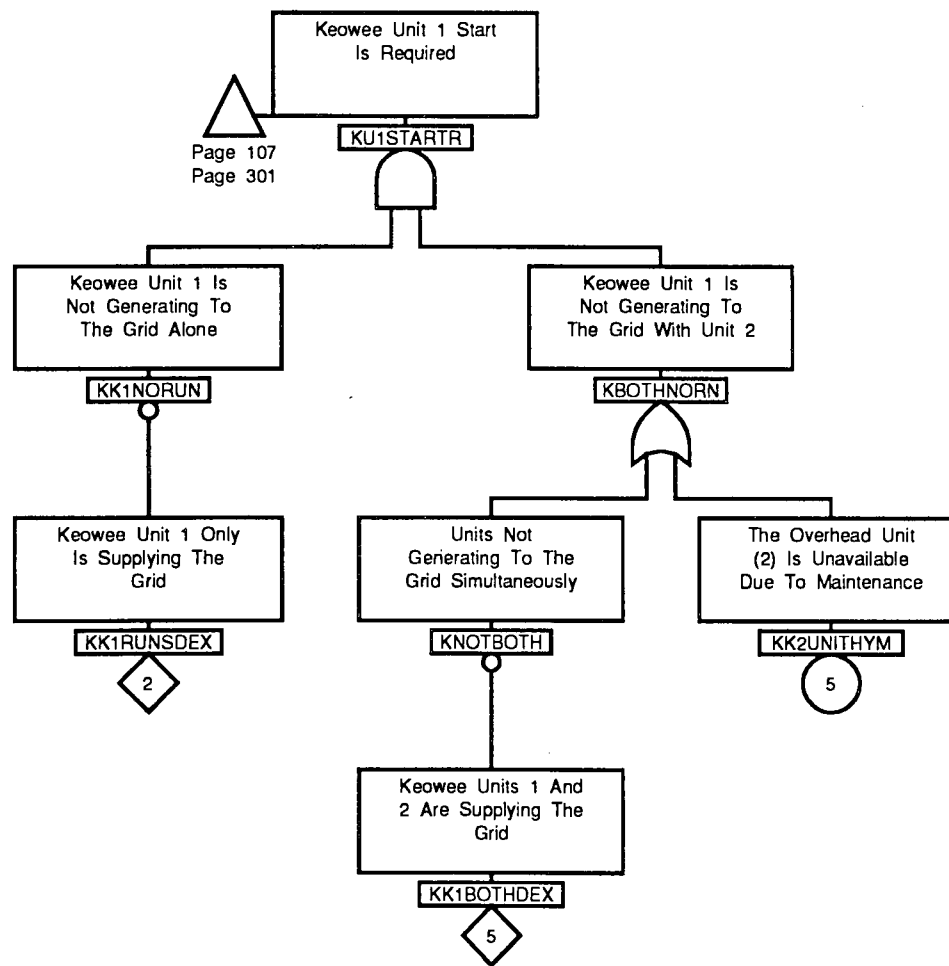 Keowee Unit 1 Start
Is Required
Page 107
Page 301
KU1STARTR
Keowee Unit 1 Is
Not Generating To
The Grid Alone
KK1NORUN
Keowee Unit 1 Is
Not Generating To
The Grid With Unit 2
KBOTHNORN
Keowee Unit 1 Only
Is Supplying The
Grid
KK1RUNSDEX
2
Units Not
Generating To The
Grid Simultaneously
KNOTBOTH
The Overhead Unit
(2) Is Unavailable
Due To Maintenance
KK2UNITHYM
5
Keowee Units 1 And
2 Are Supplying The
Grid
KK1BOTHDEX
5